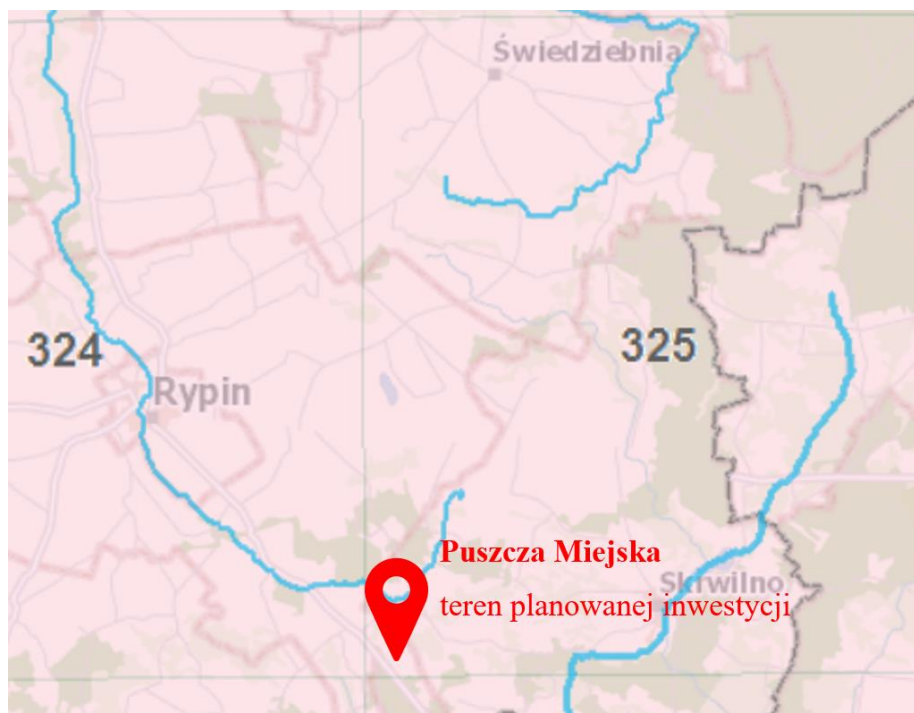 Świedziebnia
324
325
Rypin
Puszcza Miejska
Skrwilno
teren planowanej inwestycji